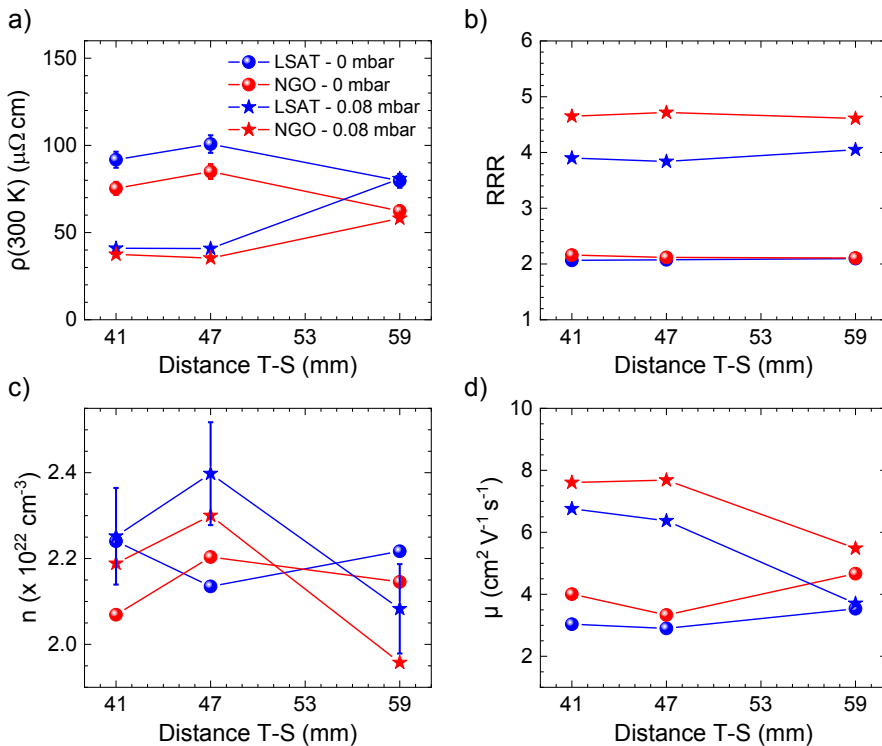 a)
ρ(300 K) (μΩ cm)
150
100
50
0
LSAT - 0 mbar
NGO - 0 mbar
LSAT - 0.08 mbar
NGO - 0.08 mbar
41 47 53 59
Distance T-S (mm)
b)
RRR
6
5
4
3
2
1
41 47 53 59
Distance T-S (mm)
c)
n (x 10²² cm⁻³)
2.4
2.2
2.0
41 47 53 59
Distance T-S (mm)
d)
μ (cm² V⁻¹ s⁻¹)
10
8
6
4
2
41 47 53 59
Distance T-S (mm)